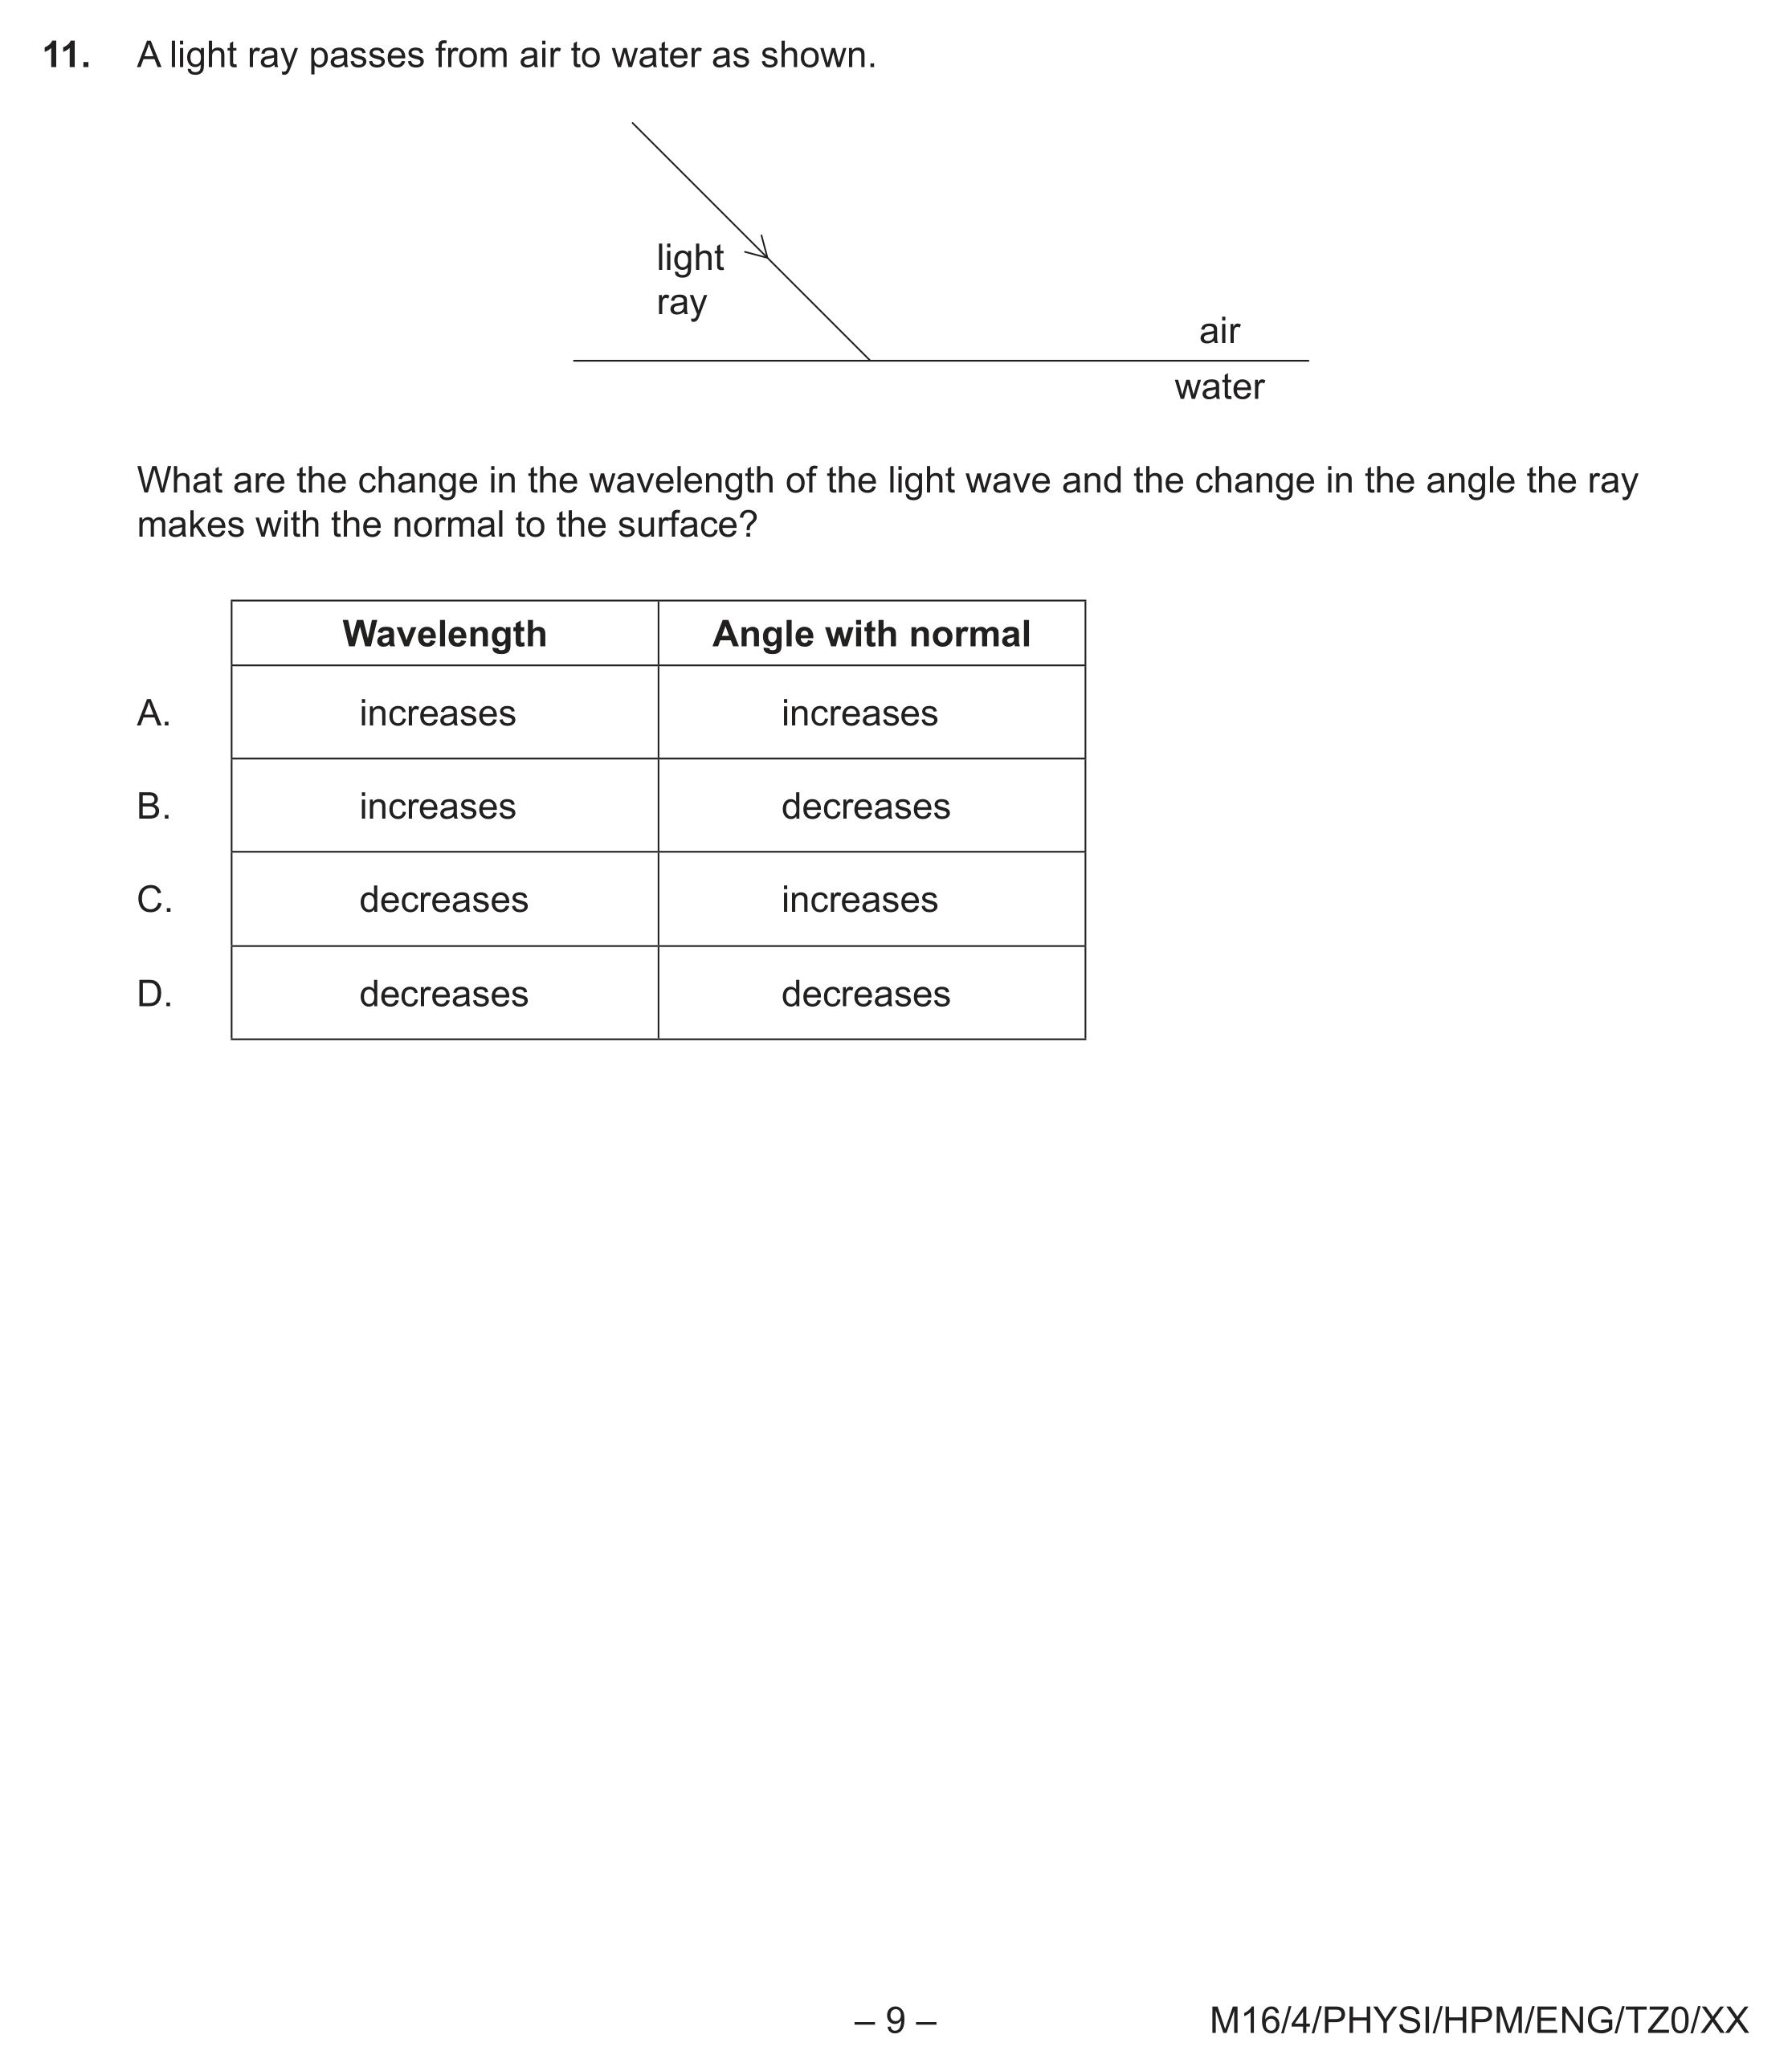 11. A light ray passes from air to water as shown.
light
ray
air
water
What are the change in the wavelength of the light wave and the change in the angle the ray
makes with the normal to the surface?
Wavelength Angle with normal
A. increases increases
B. increases decreases
C. decreases increases
D. decreases decreases
– 9 – M16/4/PHYSI/HPM/ENG/TZ0/XX